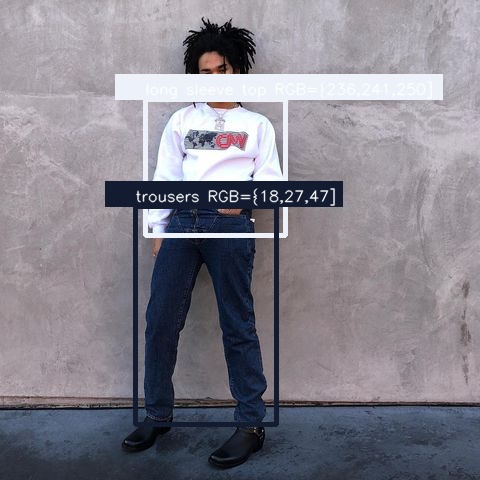 long sleeve top RGB=[236,241,250]
CNN
trousers RGB=[18,27,47]